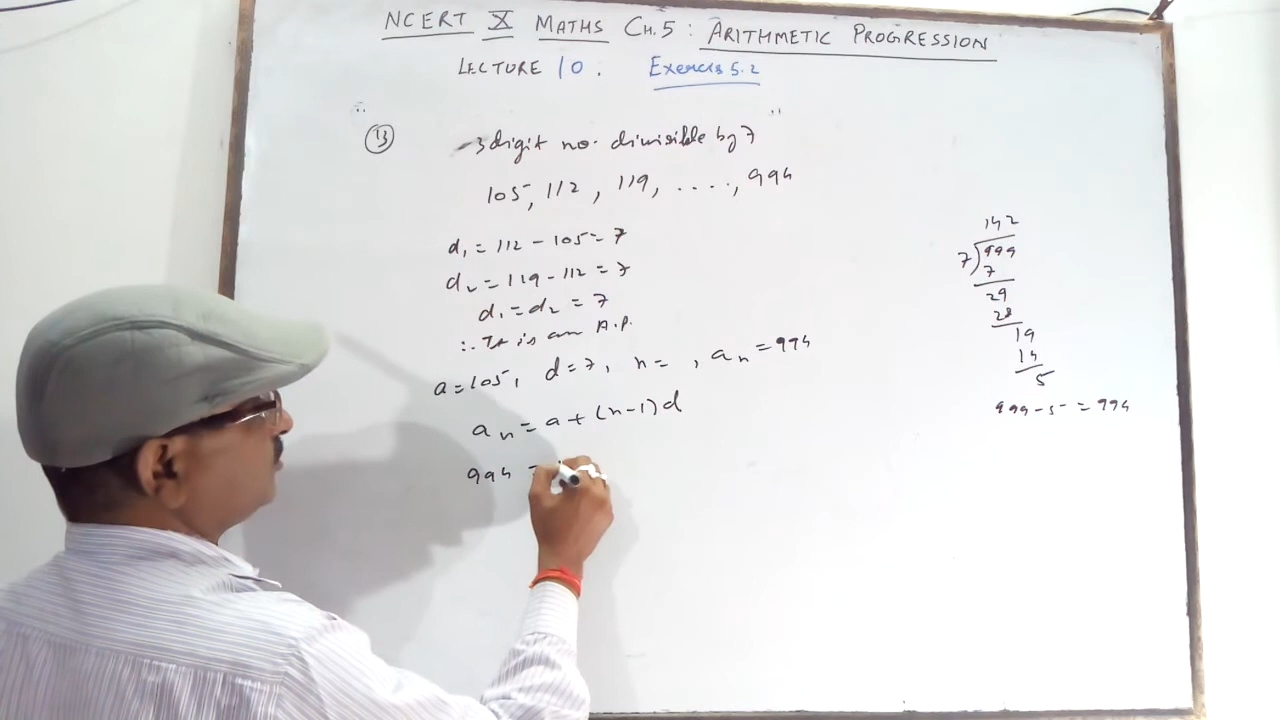 NCERT X MATHS CH.5 : ARITHMETIC PROGRESSION
LECTURE 10. Exercis 5.2
(13) 3 digit no. divisible by 7
105, 112, 119, ...., 994
d₁ = 112 - 105 = 7
d₂ = 119 - 112 = 7
d₁ = d₂ = 7
∴ It is an A.P.
a = 105, d = 7, n = , aₙ = 994
aₙ = a + (n-1)d
994 =
142
7)999
7
29
28
19
14
5
999-5 = 994